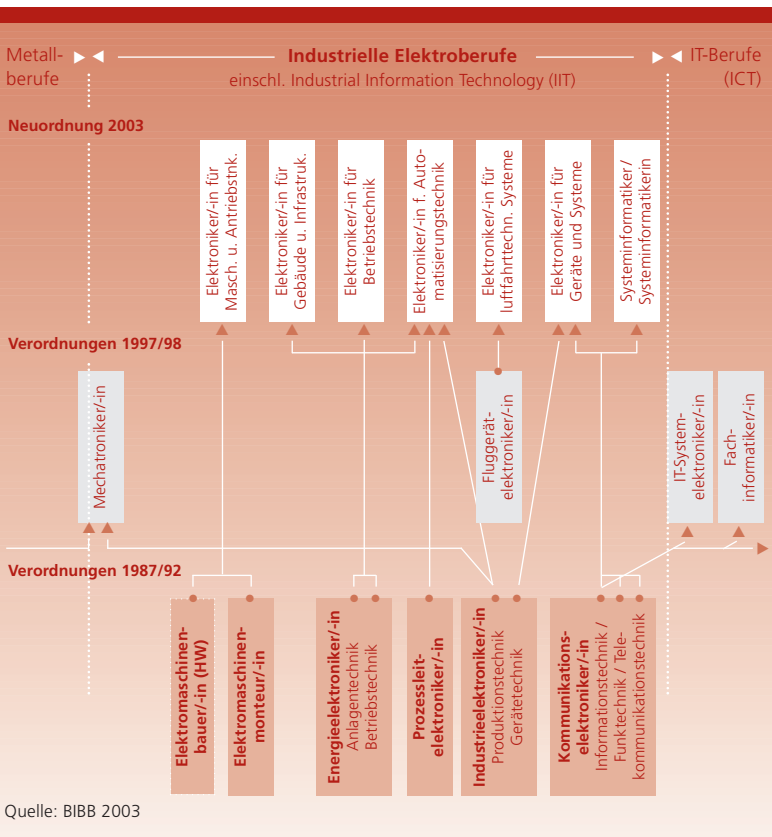 Metall-
berufe
Industrielle Elektroberufe
einschl. Industrial Information Technology (IIT)
IT-Berufe
(ICT)
Neuordnung 2003
Elektroniker/-in für
Masch. u. Antriebstnk.
Elektroniker/-in für
Gebäude u. Infrastruk.
Elektroniker/-in für
Betriebstechnik
Elektroniker/-in f. Auto-
matisierungstechnik
Elektroniker/-in für
luftfahrttechn. Systeme
Elektroniker/-in für
Geräte und Systeme
Systeminformatiker/
Systeminformatikerin
Verordnungen 1997/98
Mechatroniker/-in
Fluggerät-
elektroniker/-in
IT-System-
elektroniker/-in
Fach-
informatiker/-in
Verordnungen 1987/92
Elektromaschinen-
bauer/-in (HW)
Elektromaschinen-
monteur/-in
Energieelektroniker/-in
Anlagentechnik
Betriebstechnik
Prozessleit-
elektroniker/-in
Industrieelektroniker/-in
Produktionstechnik
Gerätetechnik
Kommunikations-
elektroniker/-in
Informationstechnik /
Funktechnik / Tele-
kommunikationstechnik
Quelle: BIBB 2003